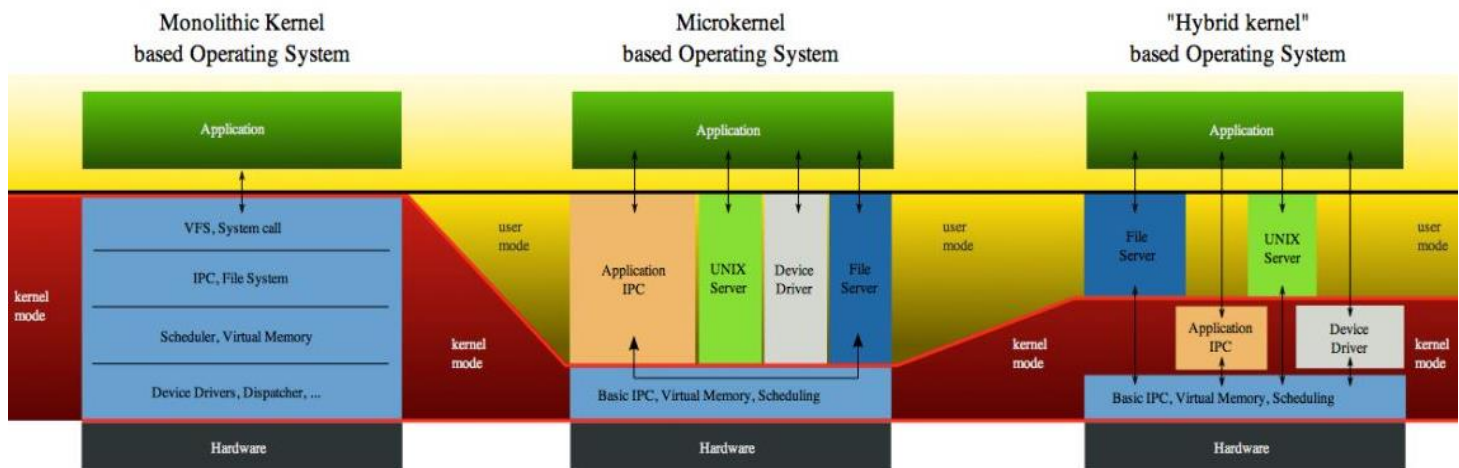 Monolithic Kernel
based Operating System
Microkernel
based Operating System
"Hybrid kernel"
based Operating System
Application
VFS, System call
IPC, File System
Scheduler, Virtual Memory
Device Drivers, Dispatcher, ...
Hardware
kernel
mode
kernel
mode
user
mode
Application
Application
IPC
UNIX
Server
Device
Driver
File
Server
Basic IPC, Virtual Memory, Scheduling
Hardware
user
mode
kernel
mode
Application
File
Server
UNIX
Server
Application
IPC
Device
Driver
Basic IPC, Virtual Memory, Scheduling
Hardware
user
mode
kernel
mode